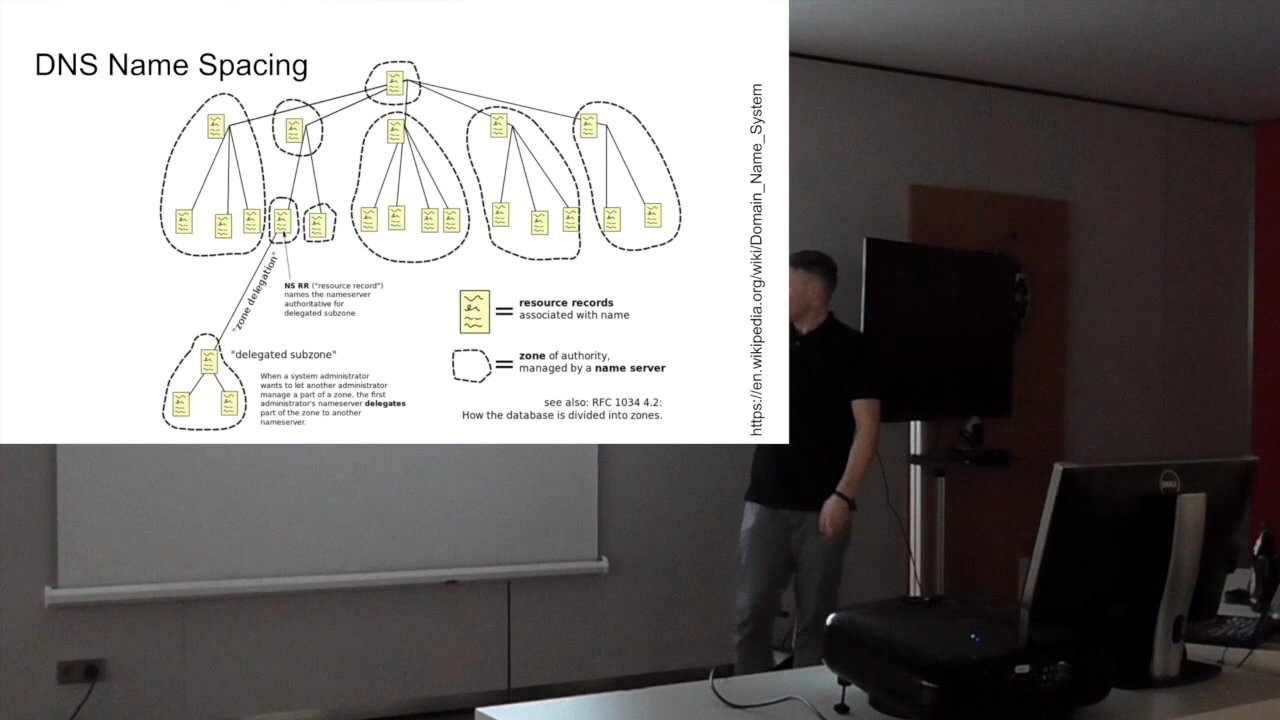 DNS Name Spacing
https://en.wikipedia.org/wiki/Domain_Name_System
"zone delegation"
NS RR ("resource record")
names the nameserver
authoritative for
delegated subzone
"delegated subzone"
When a system administrator
wants to let another administrator
manage a part of a zone, the first
administrator's nameserver delegates
part of the zone to another
nameserver.
= resource records
associated with name
= zone of authority,
managed by a name server
see also: RFC 1034 4.2:
How the database is divided into zones.
DELL